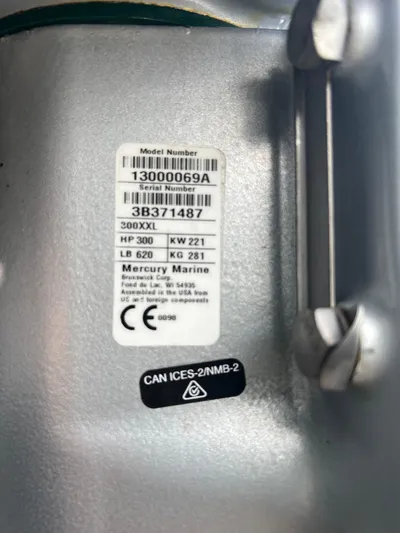 Model Number
13000069A
Serial Number
3B371487
300XXL
HP 300 KW 221
LB 620 KG 281
Mercury Marine
Brunswick Corp.
Fond du Lac, WI 54935
Assembled in the USA from
US and foreign components
CE 0098
CAN ICES-2/NMB-2